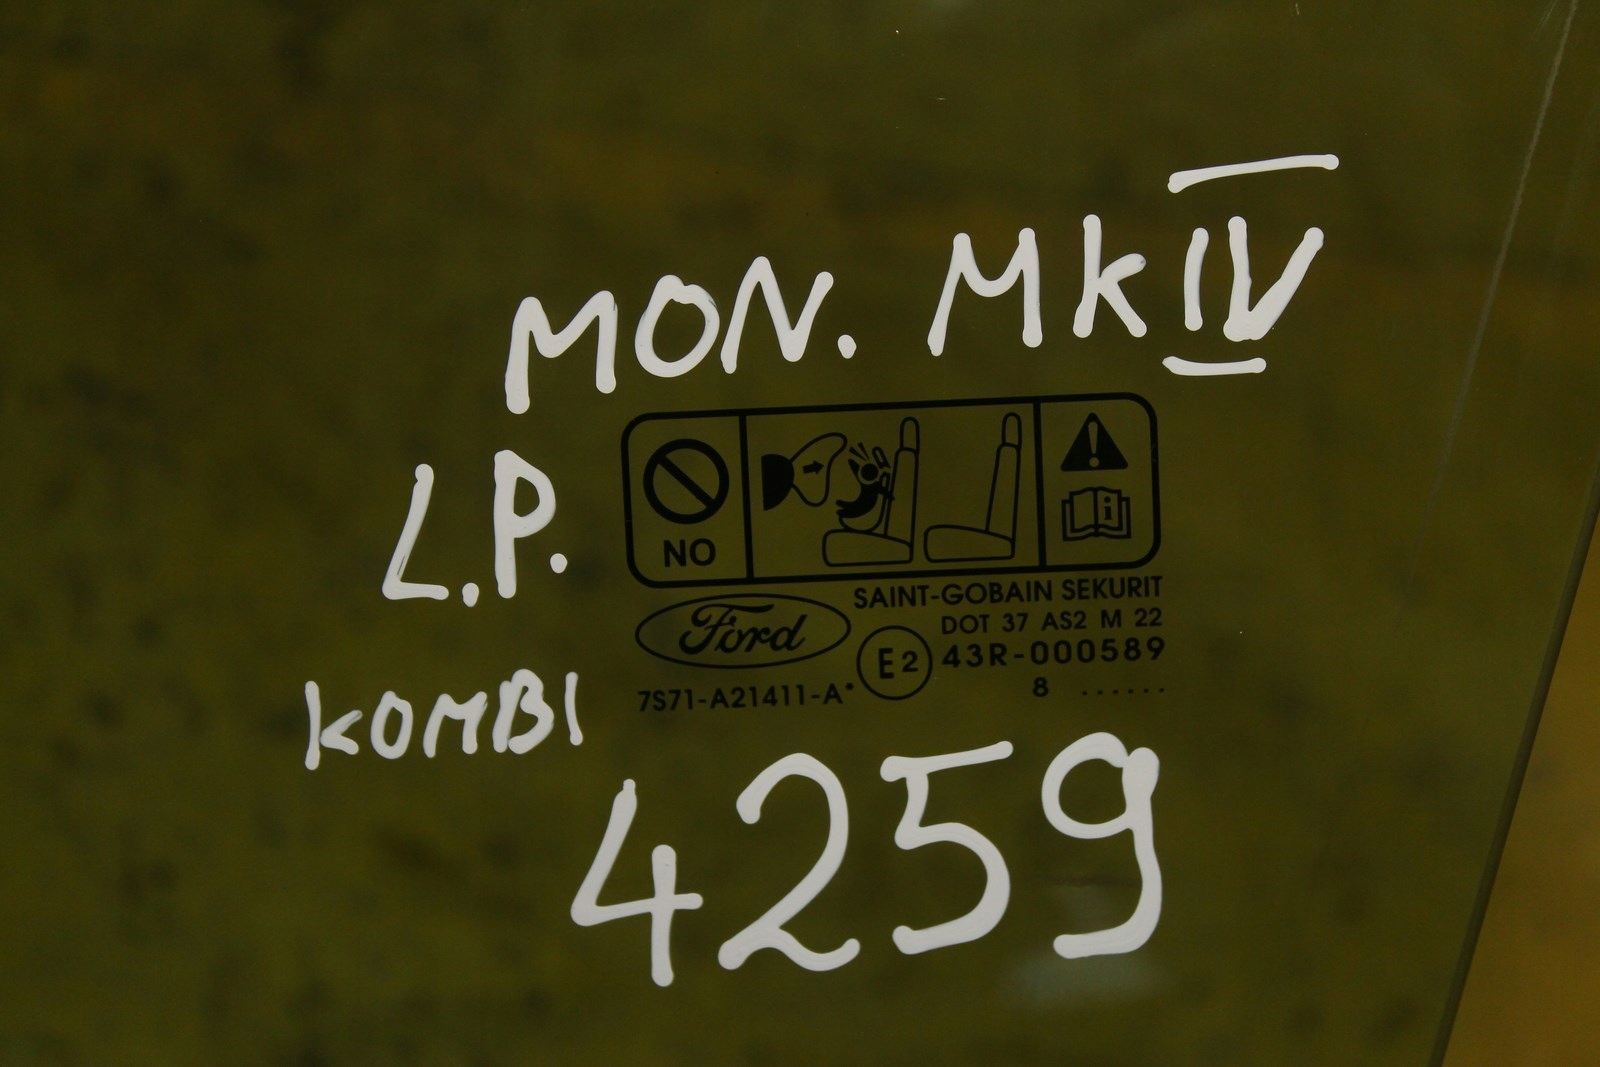 MON. MkIV
L.P.
NO
SAINT-GOBAIN SEKURIT
Ford
DOT 37 AS2 M 22
E2 43R-000589
7S71-A21411-A*
8 ......
KOMBI
4259